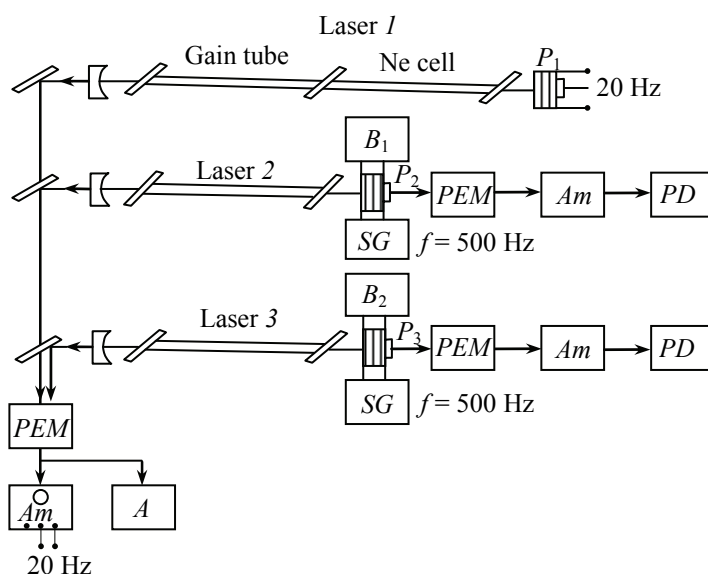 Laser 1
Gain tube
Ne cell
P1
20 Hz
B1
Laser 2
P2
PEM
Am
PD
SG
f = 500 Hz
B2
Laser 3
P3
PEM
Am
PD
SG
f = 500 Hz
PEM
Am
A
20 Hz